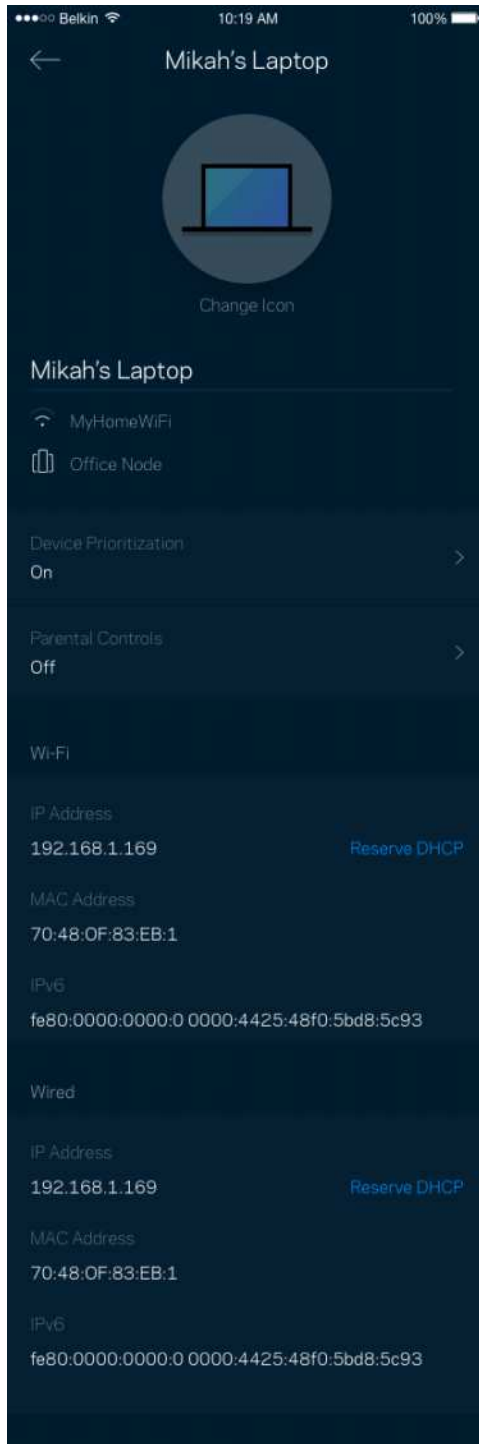 Belkin 10:19 AM 100%
Mikah's Laptop
Change Icon
Mikah's Laptop
MyHomeWiFi
Office Node
Device Prioritization
On
Parental Controls
Off
Wi-Fi
IP Address
192.168.1.169 Reserve DHCP
MAC Address
70:48:0F:83:EB:1
IPv6
fe80:0000:0000:0 0000:4425:48f0:5bd8:5c93
Wired
IP Address
192.168.1.169 Reserve DHCP
MAC Address
70:48:0F:83:EB:1
IPv6
fe80:0000:0000:0 0000:4425:48f0:5bd8:5c93